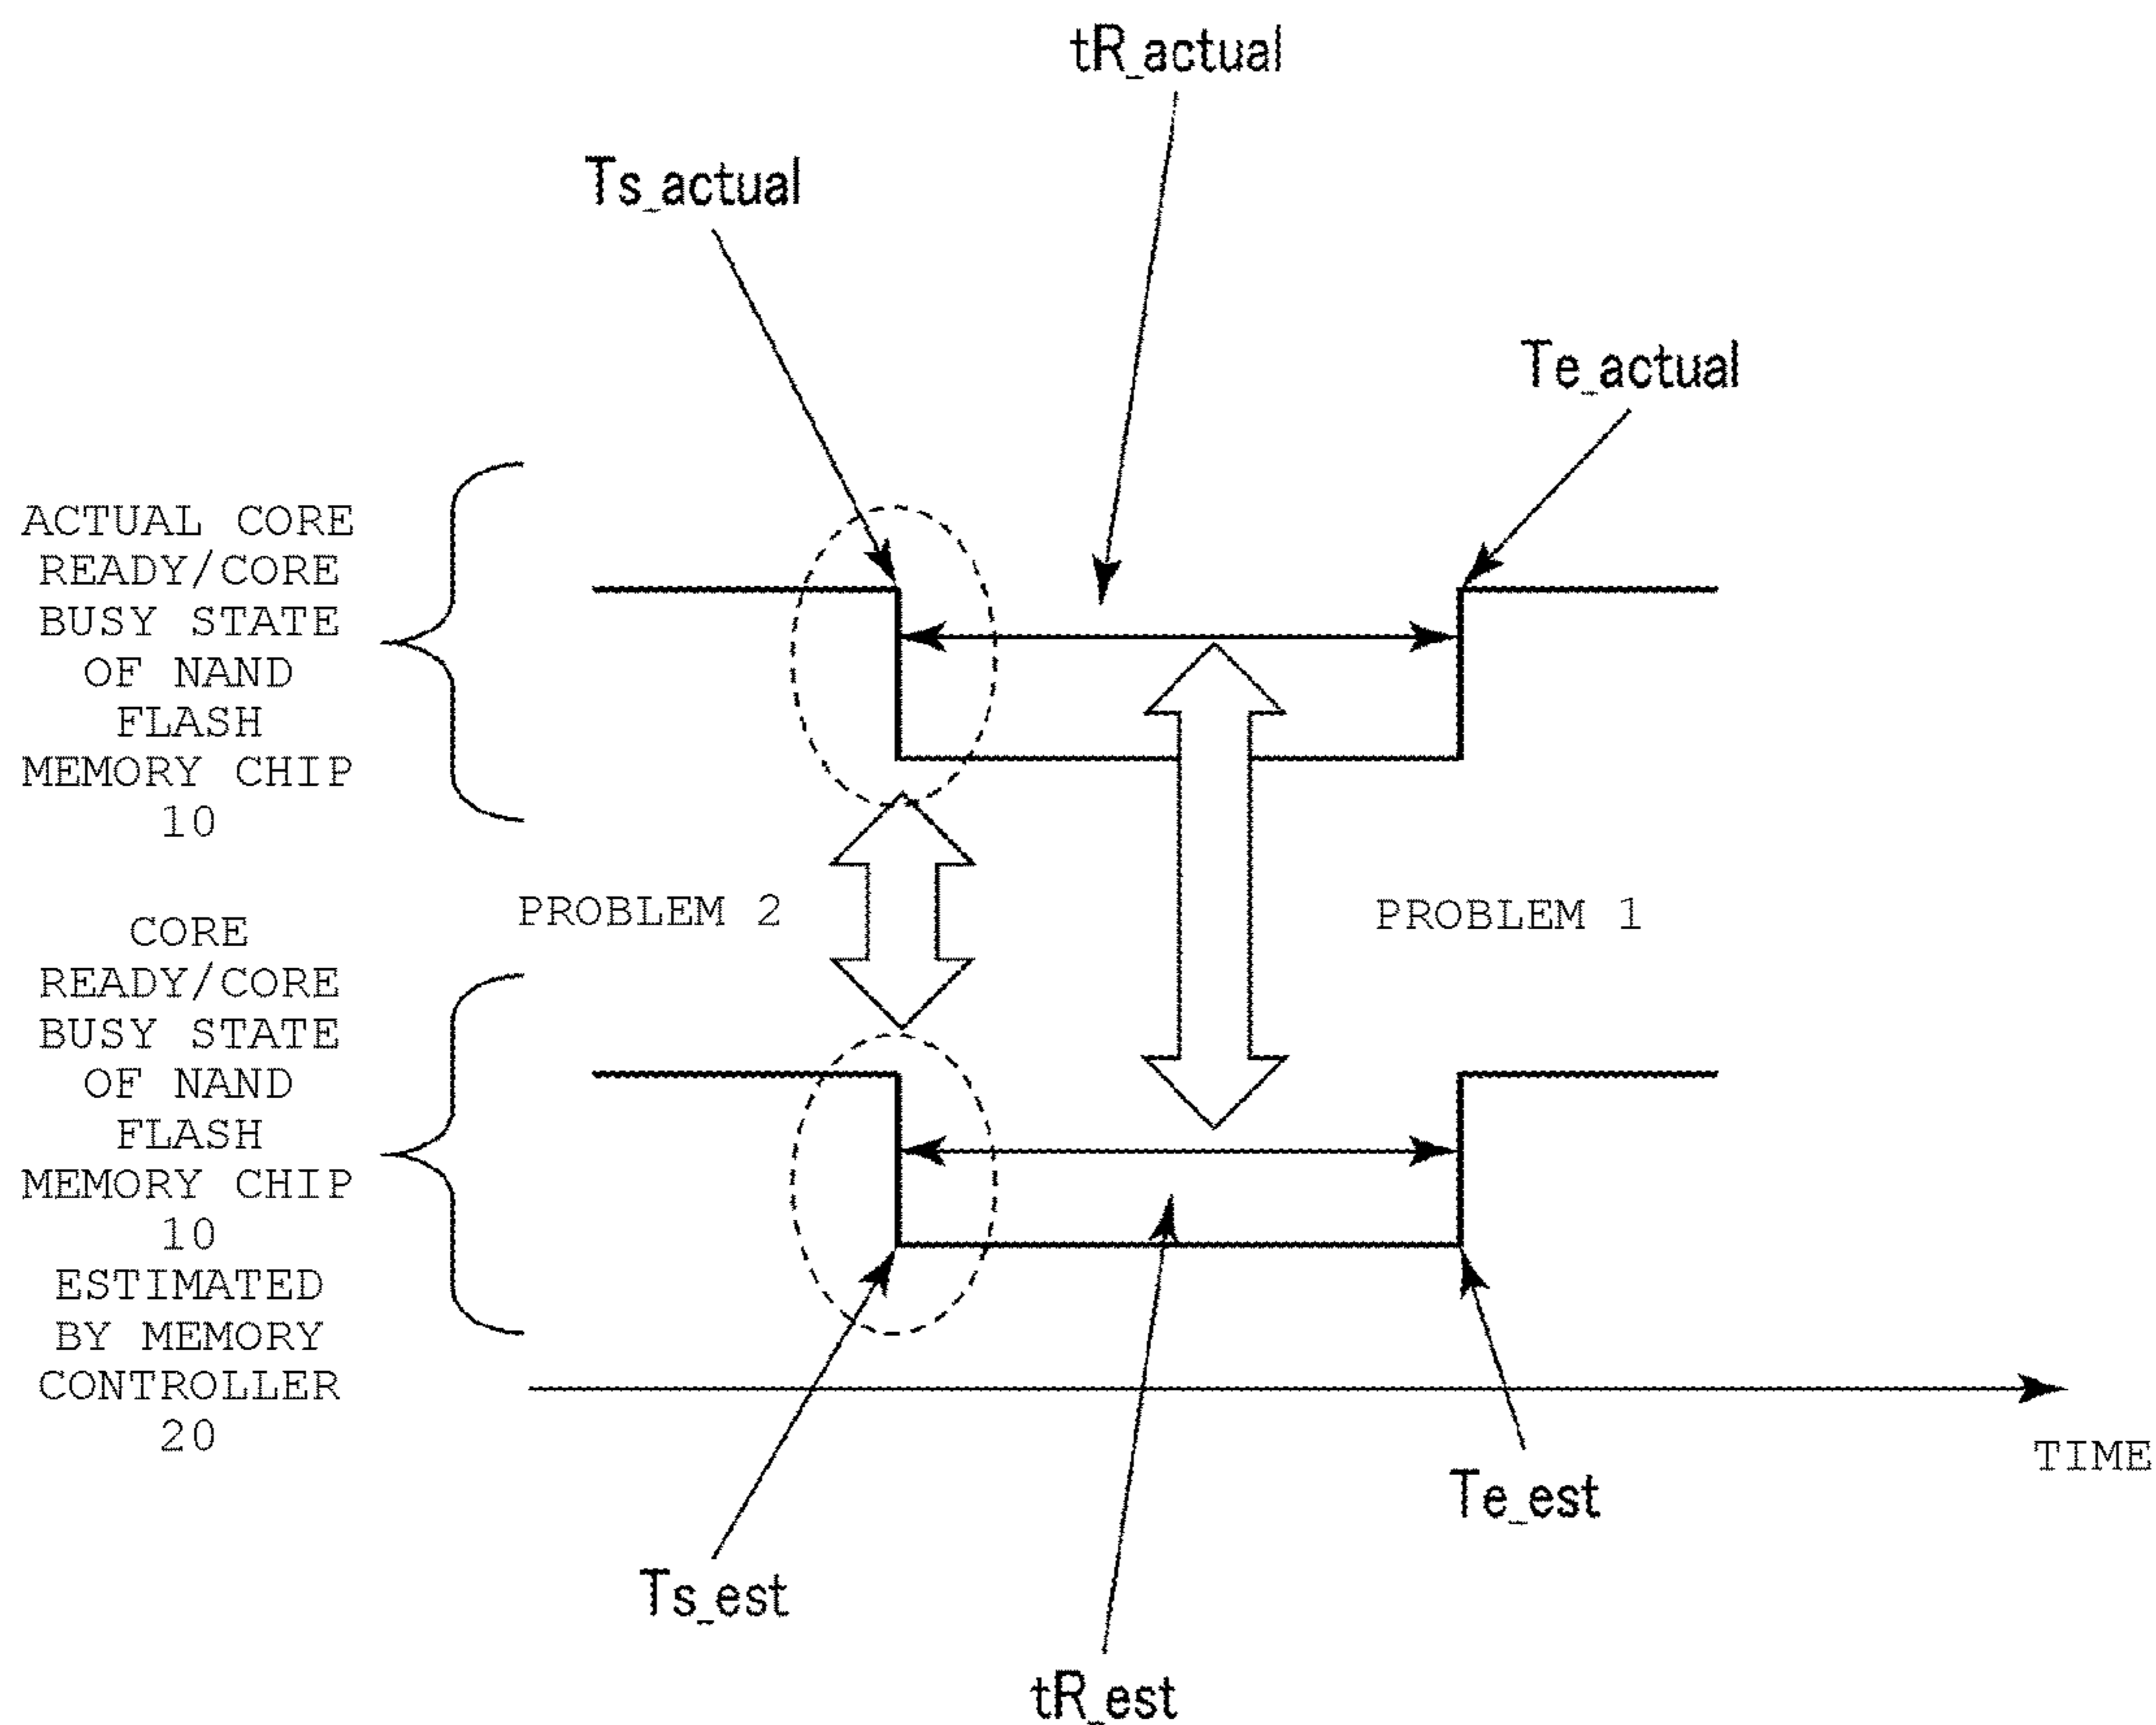 tR_actual
Ts_actual
Te_actual
ACTUAL CORE
READY/CORE
BUSY STATE
OF NAND
FLASH
MEMORY CHIP
10
PROBLEM 2
PROBLEM 1
CORE
READY/CORE
BUSY STATE
OF NAND
FLASH
MEMORY CHIP
10
ESTIMATED
BY MEMORY
CONTROLLER
20
TIME
Te_est
Ts_est
tR_est